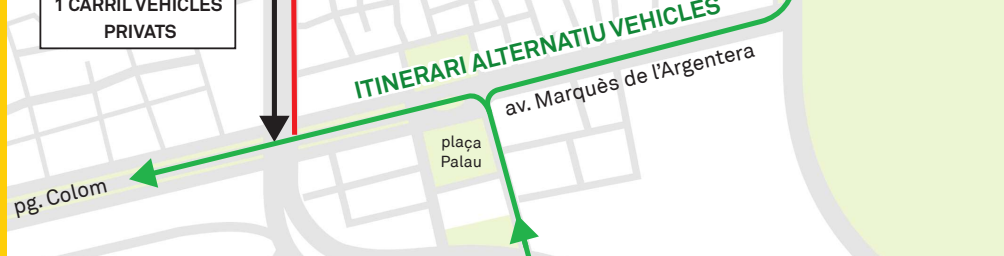 1 CARRIL VEHICLES
PRIVATS
ITINERARI ALTERNATIU VEHICLES
av. Marquès de l'Argentera
plaça
Palau
pg. Colom